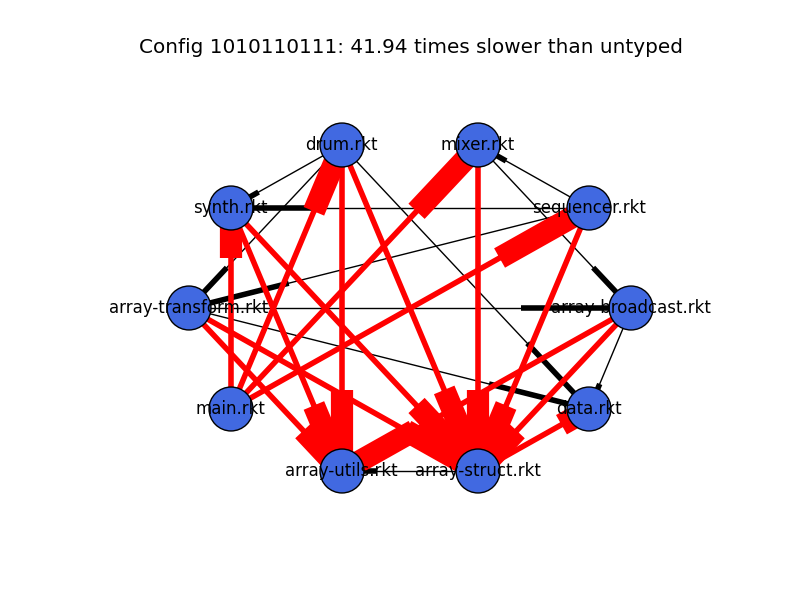 Config 1010110111: 41.94 times slower than untyped
drum.rkt
mixer.rkt
synth.rkt
sequencer.rkt
array-transform.rkt
array-broadcast.rkt
main.rkt
data.rkt
array-utils.rkt
array-struct.rkt